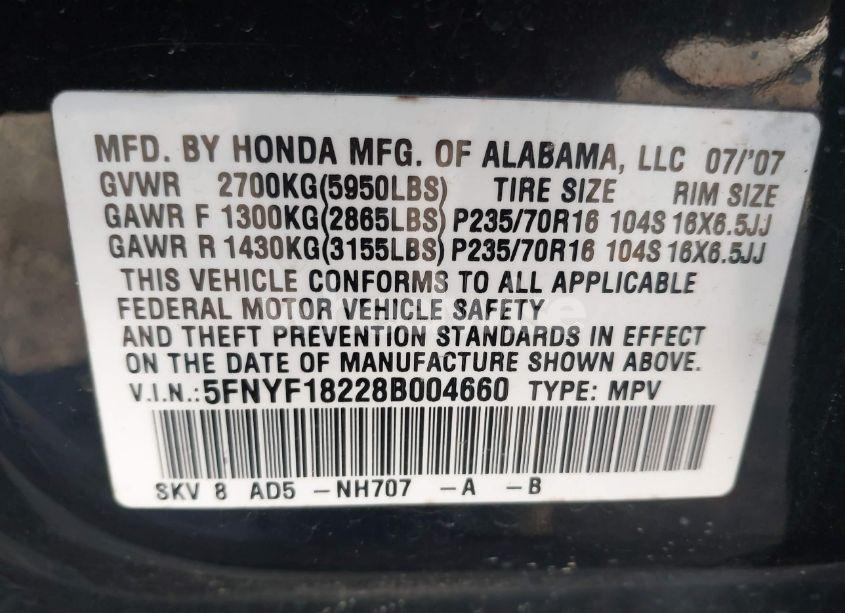 MFD. BY HONDA MFG. OF ALABAMA, LLC 07/'07
GVWR 2700KG(5950LBS) TIRE SIZE RIM SIZE
GAWR F 1300KG(2865LBS) P235/70R16 104S 16X6.5JJ
GAWR R 1430KG(3155LBS) P235/70R16 104S 16X6.5JJ
THIS VEHICLE CONFORMS TO ALL APPLICABLE
FEDERAL MOTOR VEHICLE SAFETY
AND THEFT PREVENTION STANDARDS IN EFFECT
ON THE DATE OF MANUFACTURE SHOWN ABOVE.
V.I.N.:5FNYF18228B004660 TYPE: MPV
SKV 8 AD5 -NH707 -A -B